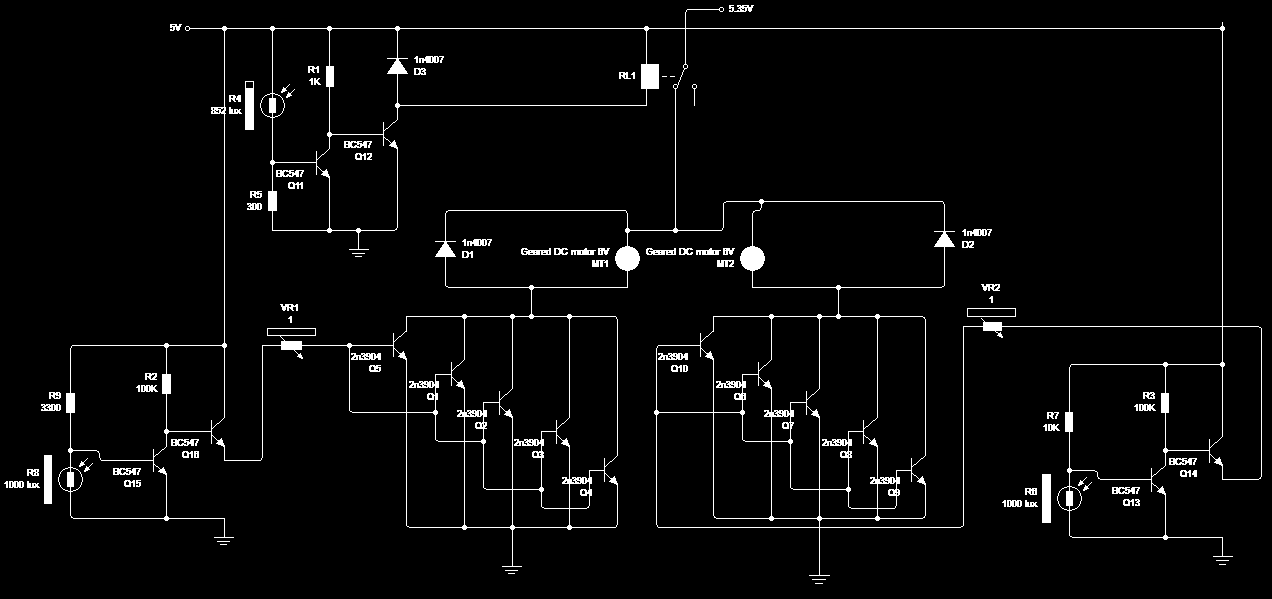 5.35V
5V
1n4007
D3
R1
1K
RL1
R4
852 lux
BC547
Q12
BC547
Q11
R5
300
1n4007
D1
Geared DC motor 6V
MT1
Geared DC motor 6V
MT2
1n4007
D2
VR1
1
VR2
1
2n3904
Q5
2n3904
Q10
R2
100K
R9
3300
2n3904
Q1
2n3904
Q6
R3
100K
2n3904
Q2
2n3904
Q7
R7
10K
BC547
Q16
2n3904
Q3
2n3904
Q8
BC547
Q14
BC547
Q15
R8
1000 lux
2n3904
Q4
2n3904
Q9
BC547
Q13
R6
1000 lux